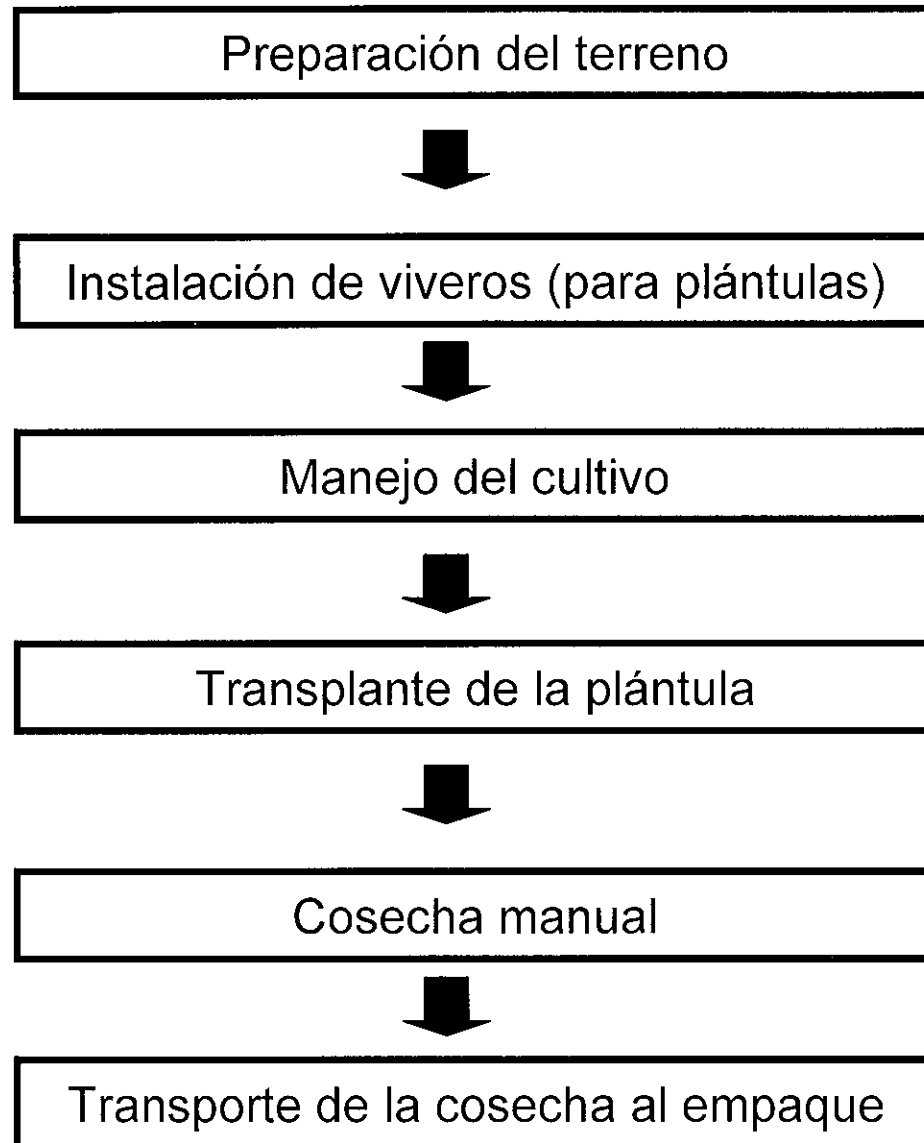 Preparación del terreno
Instalación de viveros (para plántulas)
Manejo del cultivo
Transplante de la plántula
Cosecha manual
Transporte de la cosecha al empaque